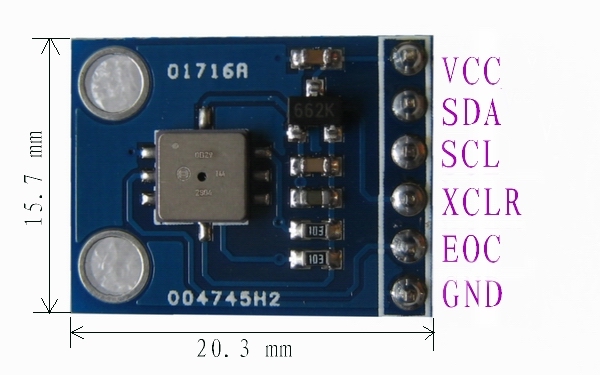 01716A
VCC
SDA
662K
SCL
XCLR
103
EOC
103
004745H2
GND
15.7 mm
20.3 mm